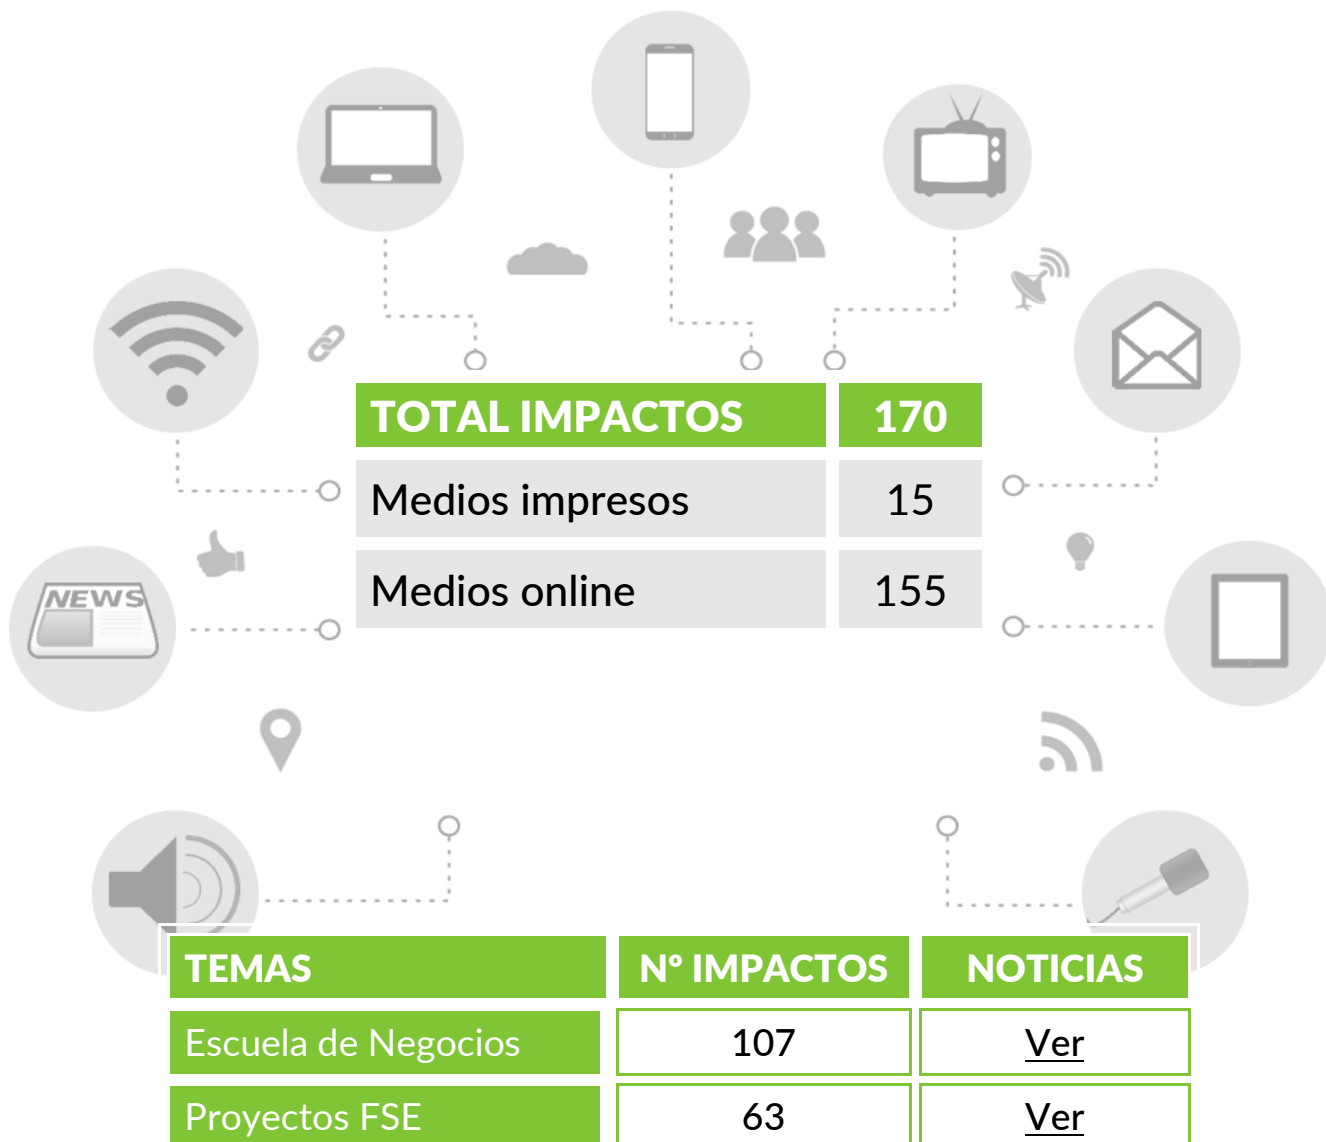 TOTAL IMPACTOS 170
Medios impresos 15
Medios online 155
NEWS
TEMAS Nº IMPACTOS NOTICIAS
Escuela de Negocios 107 Ver
Proyectos FSE 63 Ver